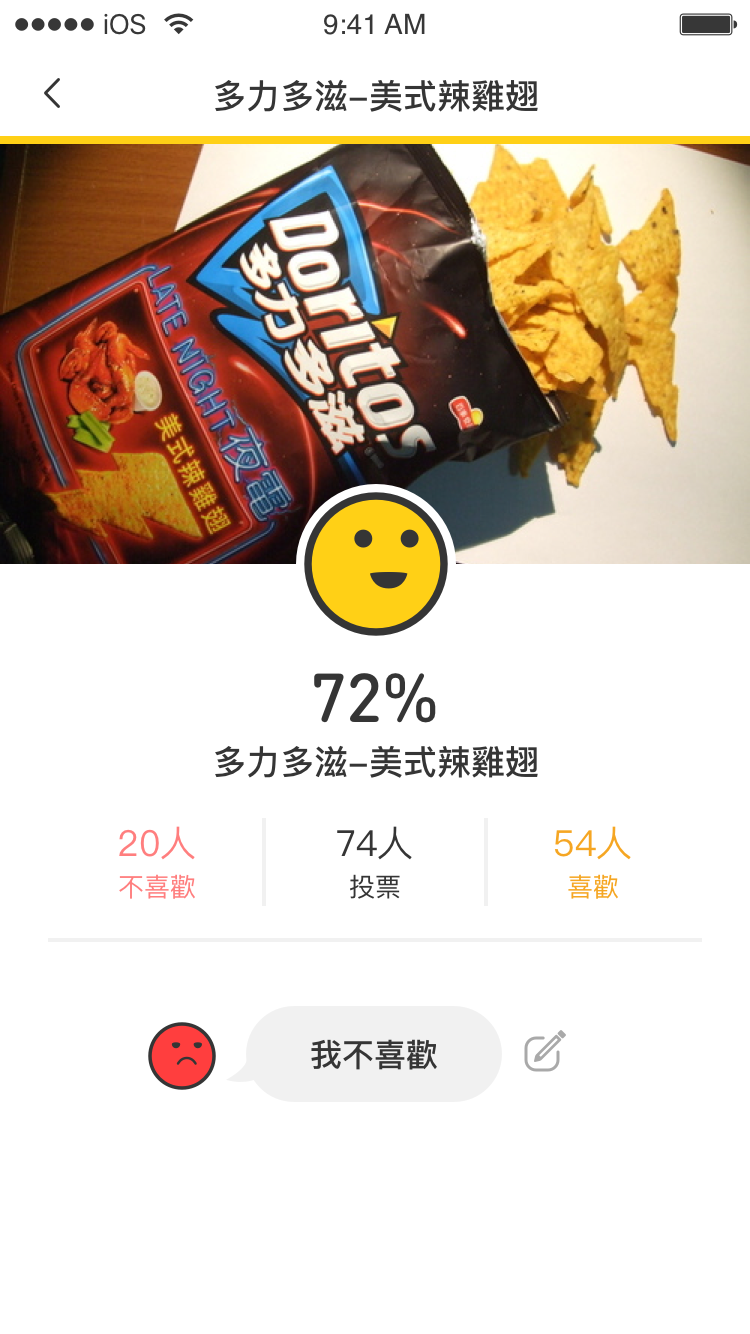 iOS 9:41 AM
多力多滋–美式辣雞翅
Doritos
多力多滋
LATE NIGHT 夜電
美式辣雞翅
72%
多力多滋–美式辣雞翅
20人 74人 54人
不喜歡 投票 喜歡
我不喜歡